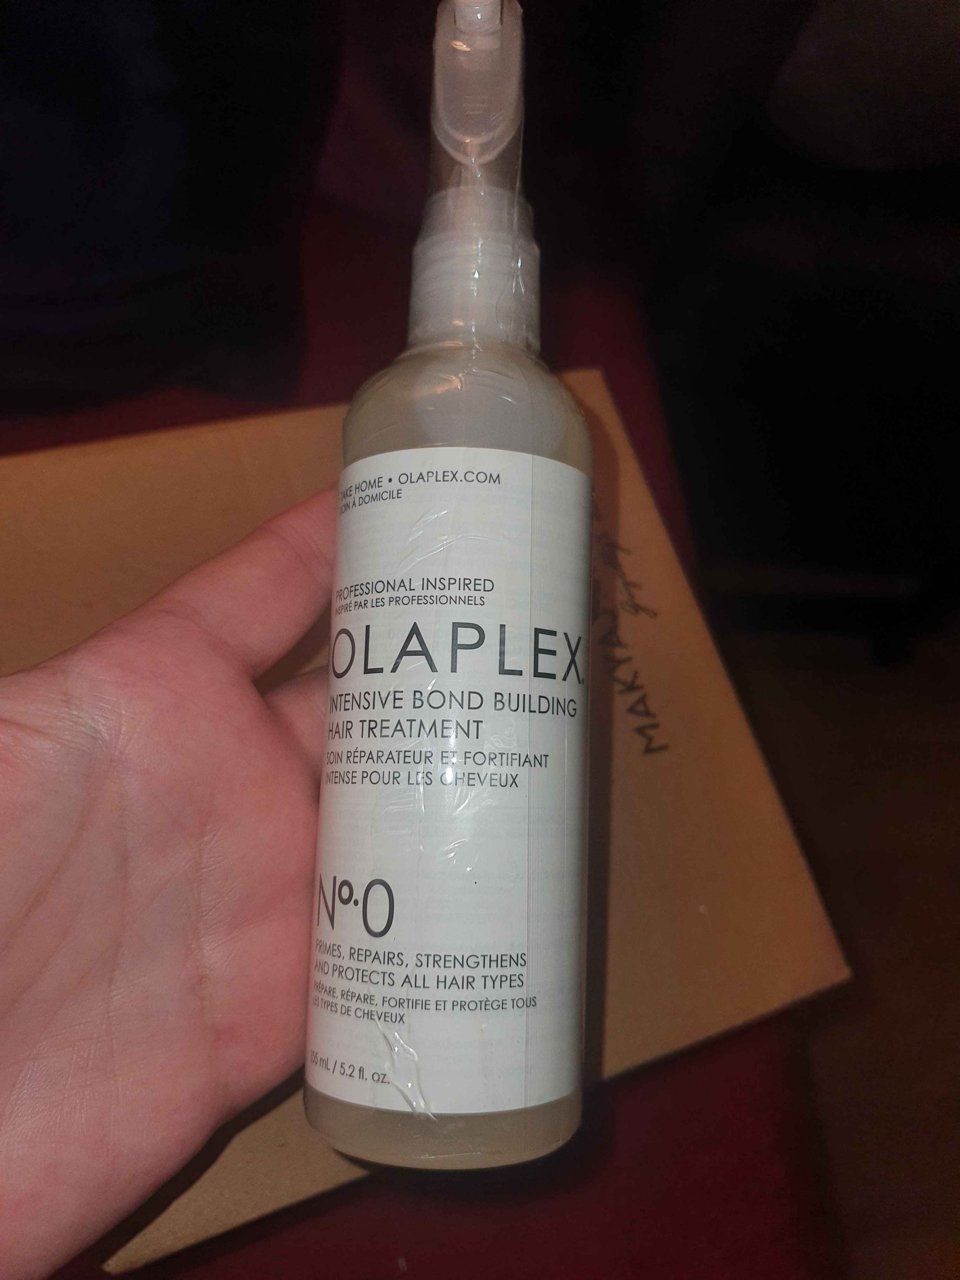 TAKE HOME • OLAPLEX.COM
SOIN À DOMICILE
PROFESSIONAL INSPIRED
INSPIRÉ PAR LES PROFESSIONNELS
OLAPLEX.
INTENSIVE BOND BUILDING
HAIR TREATMENT
SOIN RÉPARATEUR ET FORTIFIANT
INTENSE POUR LES CHEVEUX
Nº.0
PRIMES, REPAIRS, STRENGTHENS
AND PROTECTS ALL HAIR TYPES
PRÉPARE, RÉPARE, FORTIFIE ET PROTÈGE TOUS
LES TYPES DE CHEVEUX
155 mL / 5.2 fl. oz.